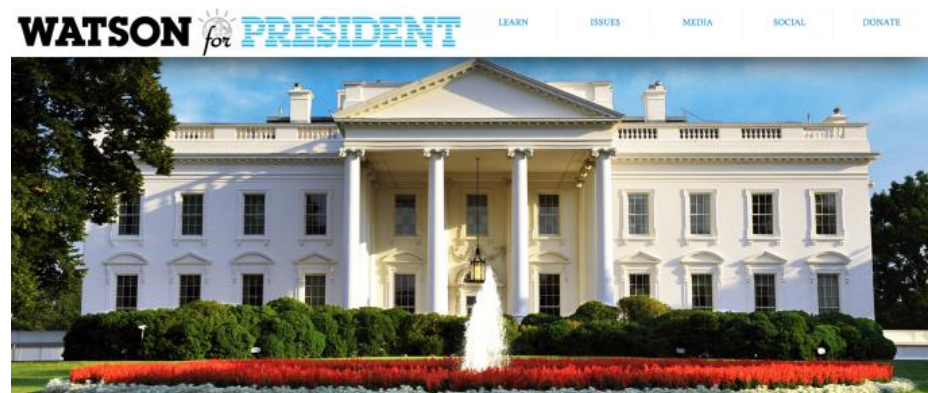 WATSON for PRESIDENT
LEARN
ISSUES
MEDIA
SOCIAL
DONATE